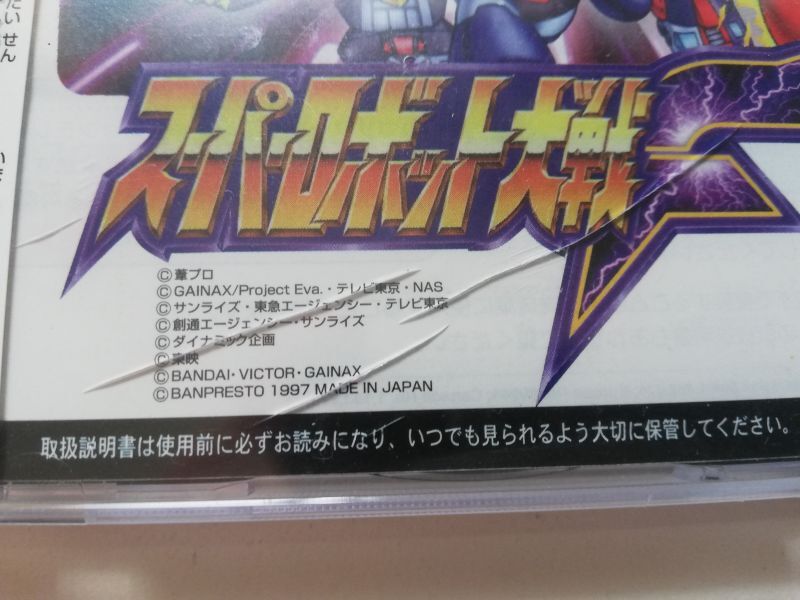 だい
せん
スーパーロボット大戦
©葦プロ
©GAINAX/Project Eva.・テレビ東京・NAS
©サンライズ・東急エージェンシー・テレビ東京
©創通エージェンシー・サンライズ
©ダイナミック企画
©東映
©BANDAI・VICTOR・GAINAX
©BANPRESTO 1997 MADE IN JAPAN
取扱説明書は使用前に必ずお読みになり、いつでも見られるよう大切に保管してください。